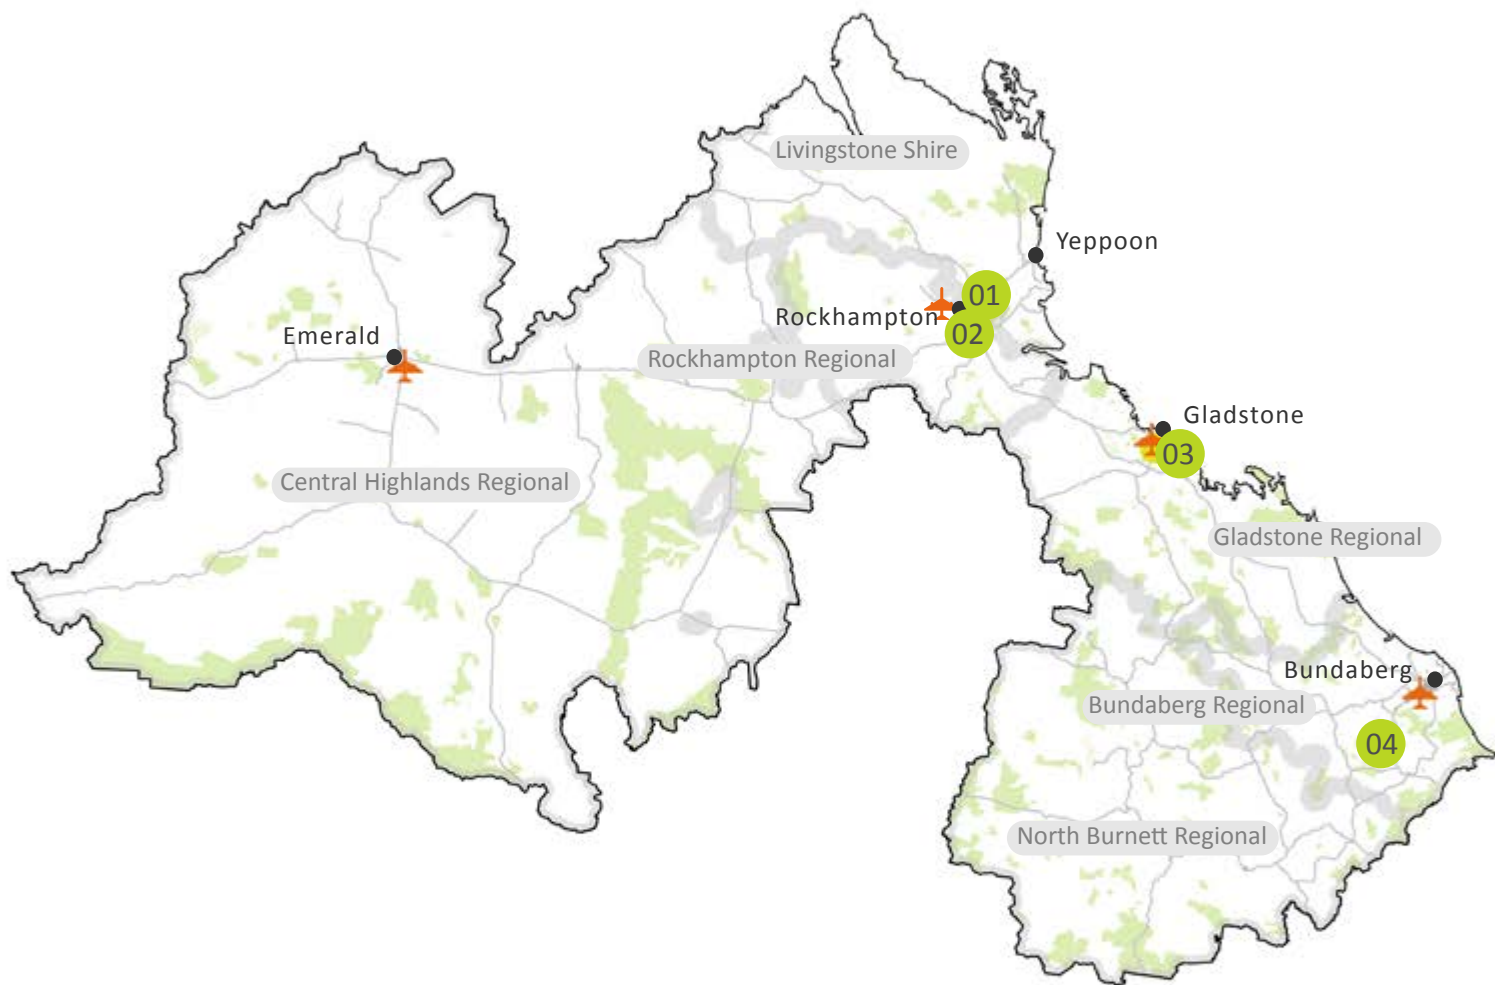 Livingstone Shire
Yeppoon
01
Rockhampton
02
Emerald
Rockhampton Regional
Gladstone
03
Central Highlands Regional
Gladstone Regional
Bundaberg
Bundaberg Regional
04
North Burnett Regional